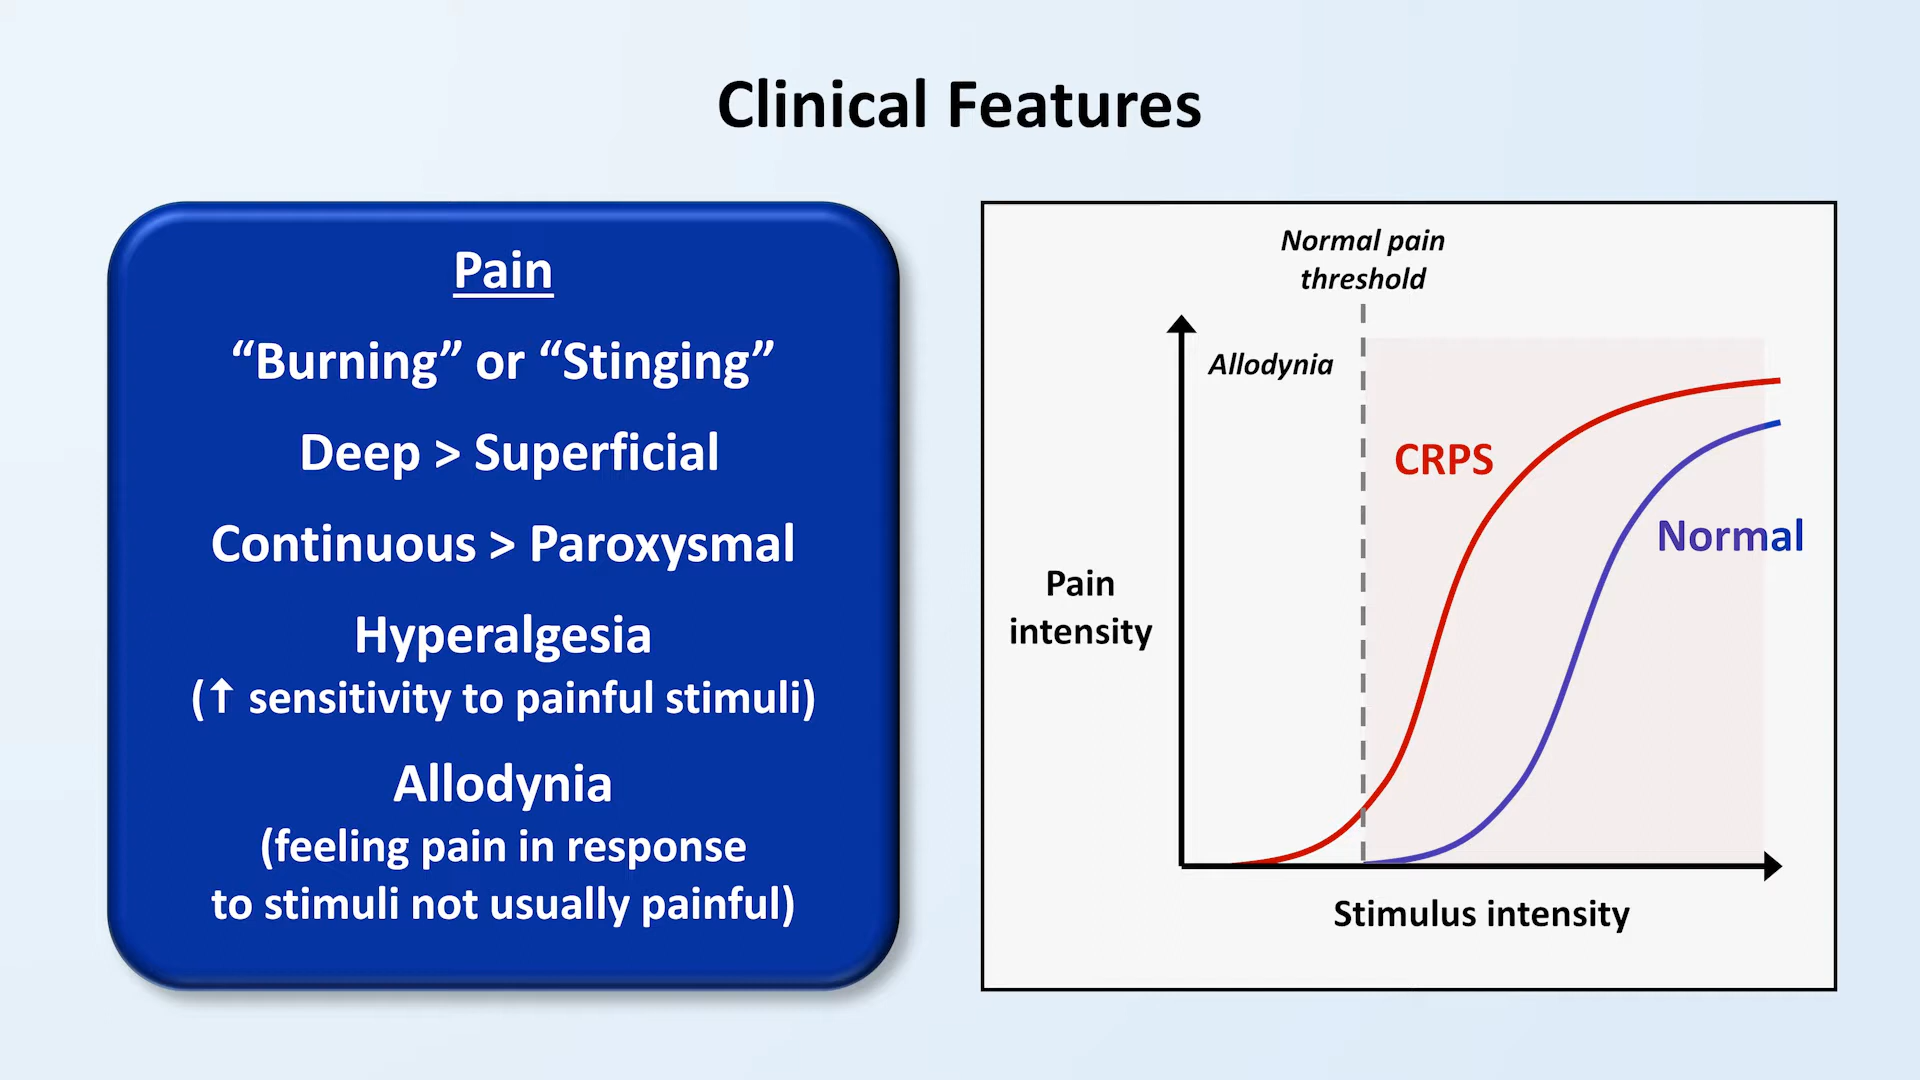 Clinical Features
Pain
“Burning” or “Stinging”
Deep > Superficial
Continuous > Paroxysmal
Hyperalgesia
(↑ sensitivity to painful stimuli)
Allodynia
(feeling pain in response
to stimuli not usually painful)
Normal pain
threshold
Allodynia
CRPS
Normal
Pain
intensity
Stimulus intensity